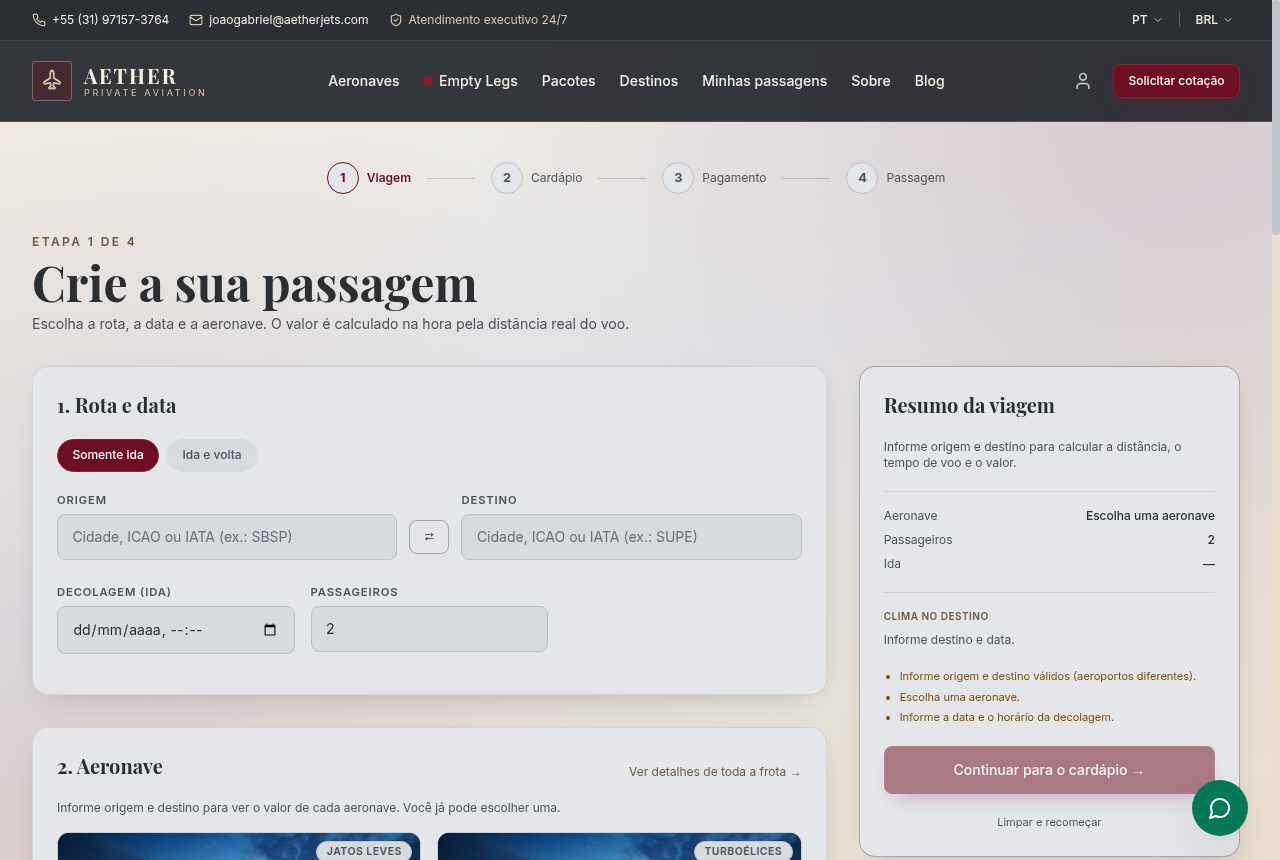 +55 (31) 97157-3764
joaogabriel@aetherjets.com
Atendimento executivo 24/7
PT
BRL
AETHER
PRIVATE AVIATION
Aeronaves
Empty Legs
Pacotes
Destinos
Minhas passagens
Sobre
Blog
Solicitar cotação
1 Viagem
2 Cardápio
3 Pagamento
4 Passagem
ETAPA 1 DE 4
Crie a sua passagem
Escolha a rota, a data e a aeronave. O valor é calculado na hora pela distância real do voo.
1. Rota e data
Somente ida
Ida e volta
ORIGEM
Cidade, ICAO ou IATA (ex.: SBSP)
⇄
DESTINO
Cidade, ICAO ou IATA (ex.: SUPE)
DECOLAGEM (IDA)
dd/mm/aaaa, --:--
PASSAGEIROS
2
2. Aeronave
Ver detalhes de toda a frota →
Informe origem e destino para ver o valor de cada aeronave. Você já pode escolher uma.
JATOS LEVES
TURBOÉLICES
Resumo da viagem
Informe origem e destino para calcular a distância, o
tempo de voo e o valor.
Aeronave Escolha uma aeronave
Passageiros 2
Ida —
CLIMA NO DESTINO
Informe destino e data.
• Informe origem e destino válidos (aeroportos diferentes).
• Escolha uma aeronave.
• Informe a data e o horário da decolagem.
Continuar para o cardápio →
Limpar e recomeçar